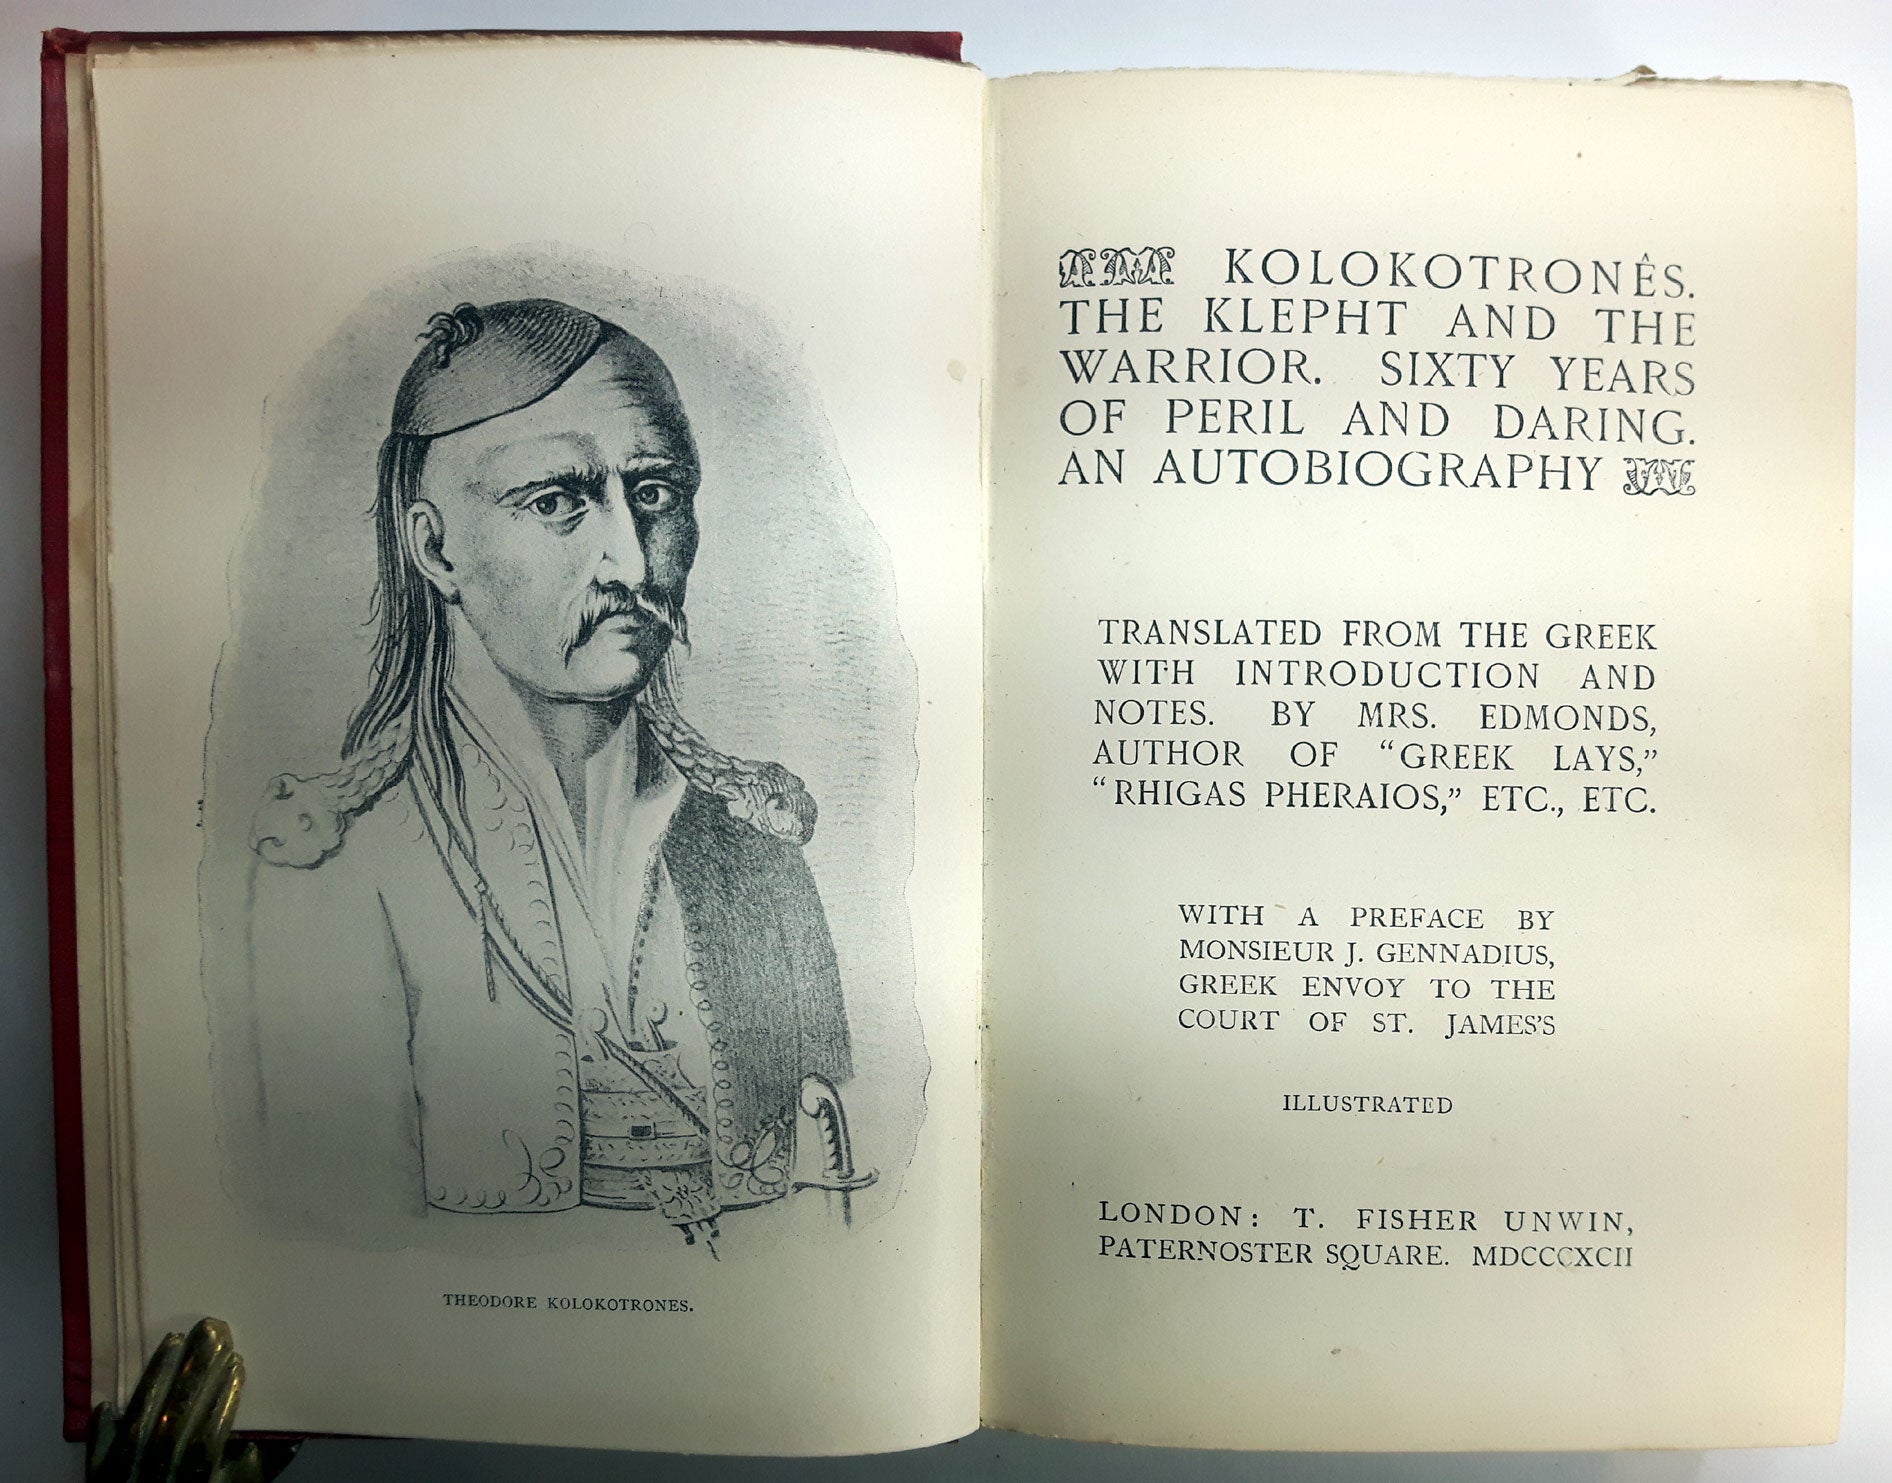 THEODORE KOLOKOTRONES.
KOLOKOTRONÊS.
THE KLEPHT AND THE
WARRIOR. SIXTY YEARS
OF PERIL AND DARING.
AN AUTOBIOGRAPHY
TRANSLATED FROM THE GREEK
WITH INTRODUCTION AND
NOTES. BY MRS. EDMONDS,
AUTHOR OF “GREEK LAYS,”
“RHIGAS PHERAIOS,” ETC., ETC.
WITH A PREFACE BY
MONSIEUR J. GENNADIUS,
GREEK ENVOY TO THE
COURT OF ST. JAMES'S
ILLUSTRATED
LONDON: T. FISHER UNWIN,
PATERNOSTER SQUARE. MDCCCXCII